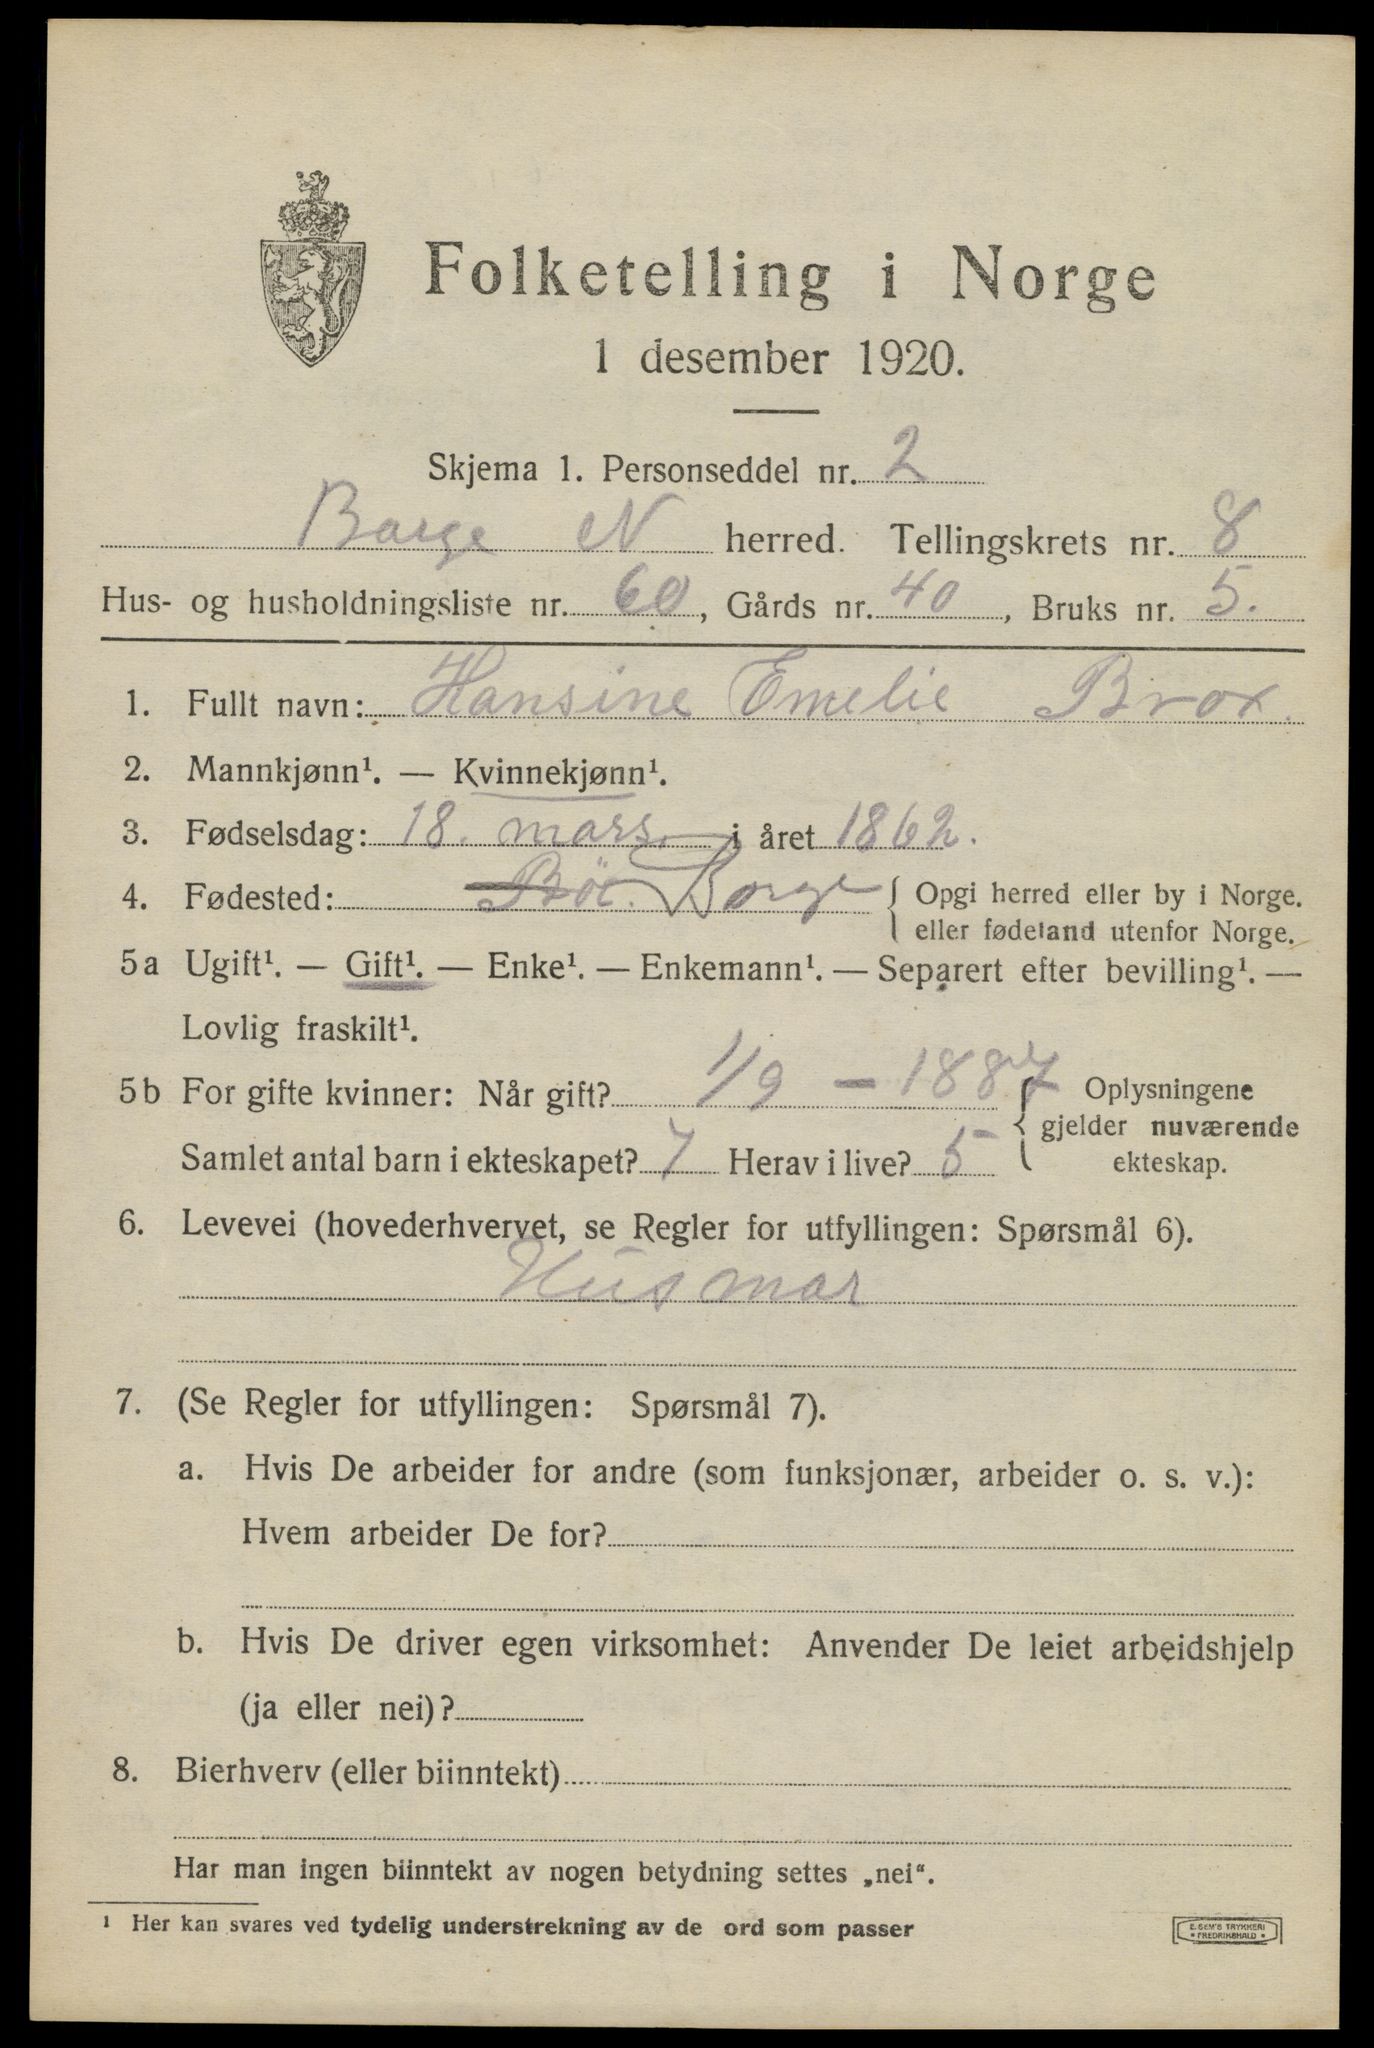 Folketelling i Norge
1 desember 1920.
Skjema 1. Personseddel nr. 2
Borge N herred. Tellingskrets nr. 8
Hus- og husholdningsliste nr. 60, Gårds nr. 40, Bruks nr. 5.
1. Fullt navn: Hansine Emelie Brox.
2. Mannkjønn¹. — Kvinnekjønn¹.
3. Fødselsdag: 18. mars. i året 1862.
4. Fødested: Böe. Borge { Opgi herred eller by i Norge.
eller fødeland utenfor Norge.
5a Ugift¹. — Gift¹. — Enke¹. — Enkemann¹. — Separert efter bevilling¹. —
Lovlig fraskilt¹.
5b For gifte kvinner: Når gift? 1/9 – 1887 { Oplysningene
gjelder nuværende
Samlet antal barn i ekteskapet? 7 Herav i live? 5 ekteskap.
6. Levevei (hovederhvervet, se Regler for utfyllingen: Spørsmål 6).
Husmor
7. (Se Regler for utfyllingen: Spørsmål 7).
a. Hvis De arbeider for andre (som funksjonær, arbeider o. s. v.):
Hvem arbeider De for?
b. Hvis De driver egen virksomhet: Anvender De leiet arbeidshjelp
(ja eller nei)?
8. Bierhverv (eller biinntekt)
Har man ingen biinntekt av nogen betydning settes „nei“.
¹ Her kan svares ved tydelig understrekning av de ord som passer
E. SEM'S TRYKKERI
• FREDRIKSHALD •